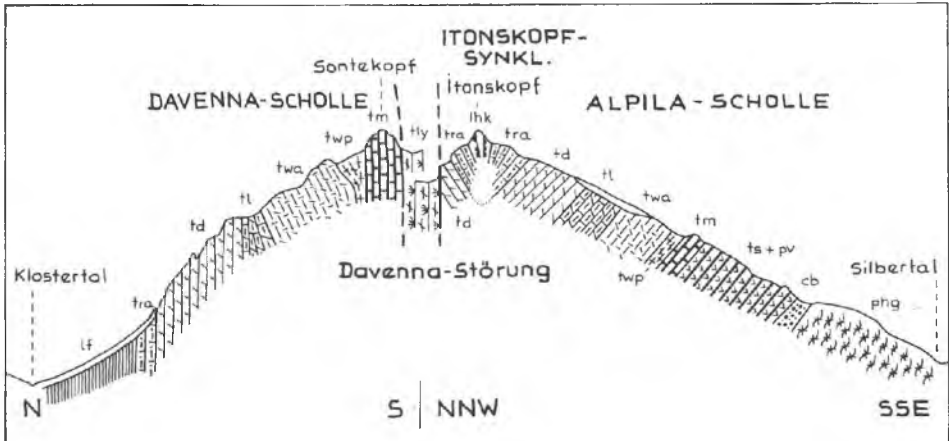 ITONSKOPF-
SYNKL.
Santekopf
Itonskopf
DAVENNA-SCHOLLE
ALPILA-SCHOLLE
tm
tly
tra
lhk
tra
twp
td
twa
tl
twa
tl
tm
td
td
ts+pv
Klostertal
Davenna-Störung
twp
Silbertal
tra
cb
phg
lf
N
S
NNW
SSE